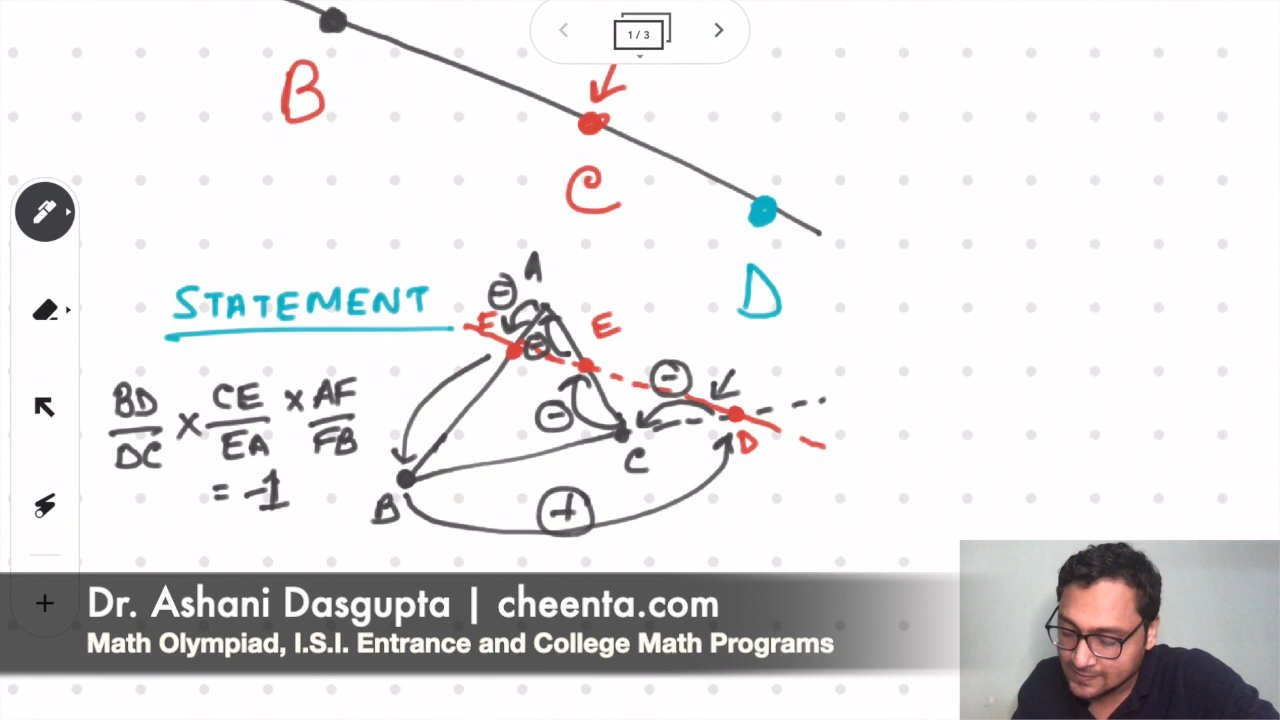 1 / 3
B
C
D
STATEMENT
A
⊖
E
E
⊖
⊖
⊖
BD/DC × CE/EA × AF/FB
= -1
D
C
B
⊕
+
Dr. Ashani Dasgupta | cheenta.com
Math Olympiad, I.S.I. Entrance and College Math Programs